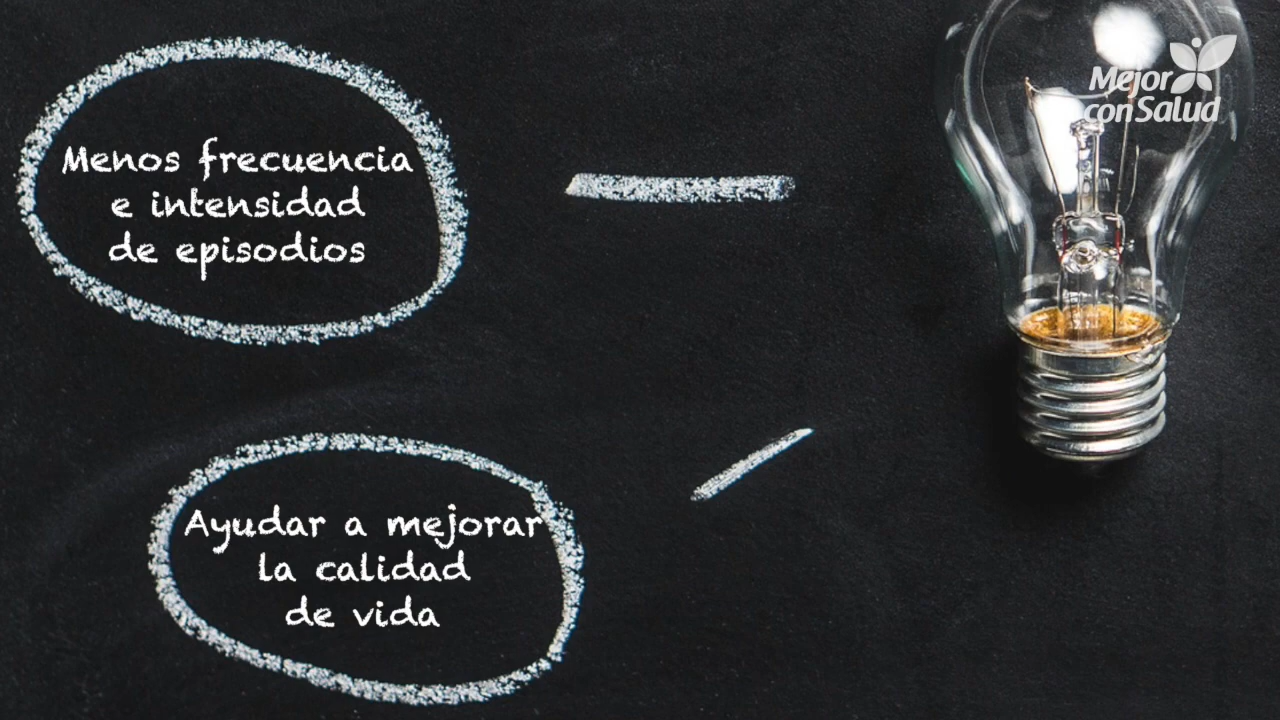 Menos frecuencia
e intensidad
de episodios
Mejor
con Salud
Ayudar a mejorar
la calidad
de vida